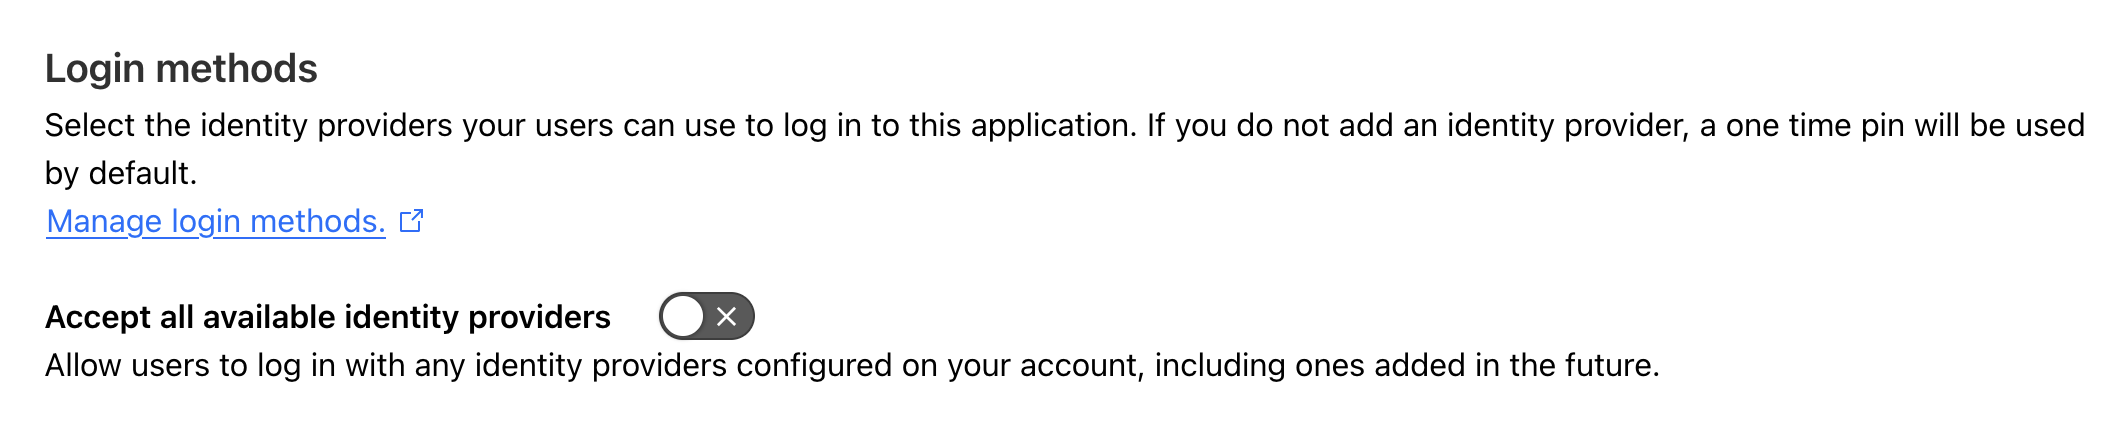 Login methods
Select the identity providers your users can use to log in to this application. If you do not add an identity provider, a one time pin will be used
by default.
Manage login methods.
Accept all available identity providers
Allow users to log in with any identity providers configured on your account, including ones added in the future.